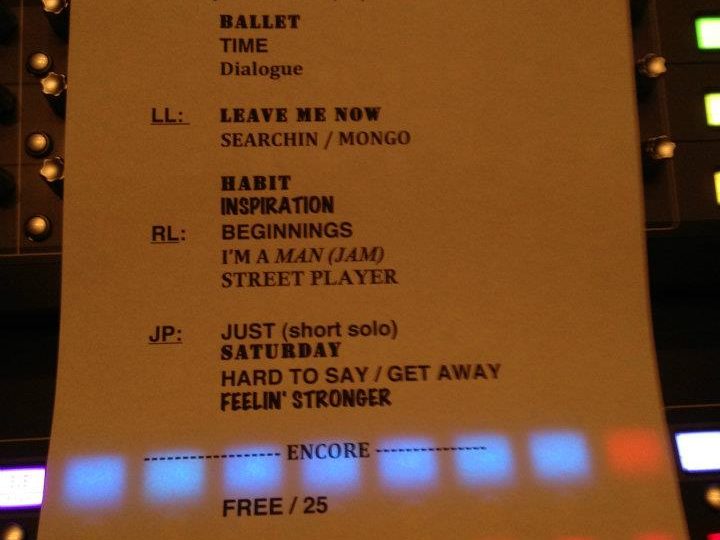 BALLET
TIME
Dialogue
LL: LEAVE ME NOW
SEARCHIN / MONGO
HABIT
INSPIRATION
RL: BEGINNINGS
I'M A MAN (JAM)
STREET PLAYER
JP: JUST (short solo)
SATURDAY
HARD TO SAY / GET AWAY
FEELIN' STRONGER
----------------- ENCORE --------------
FREE / 25